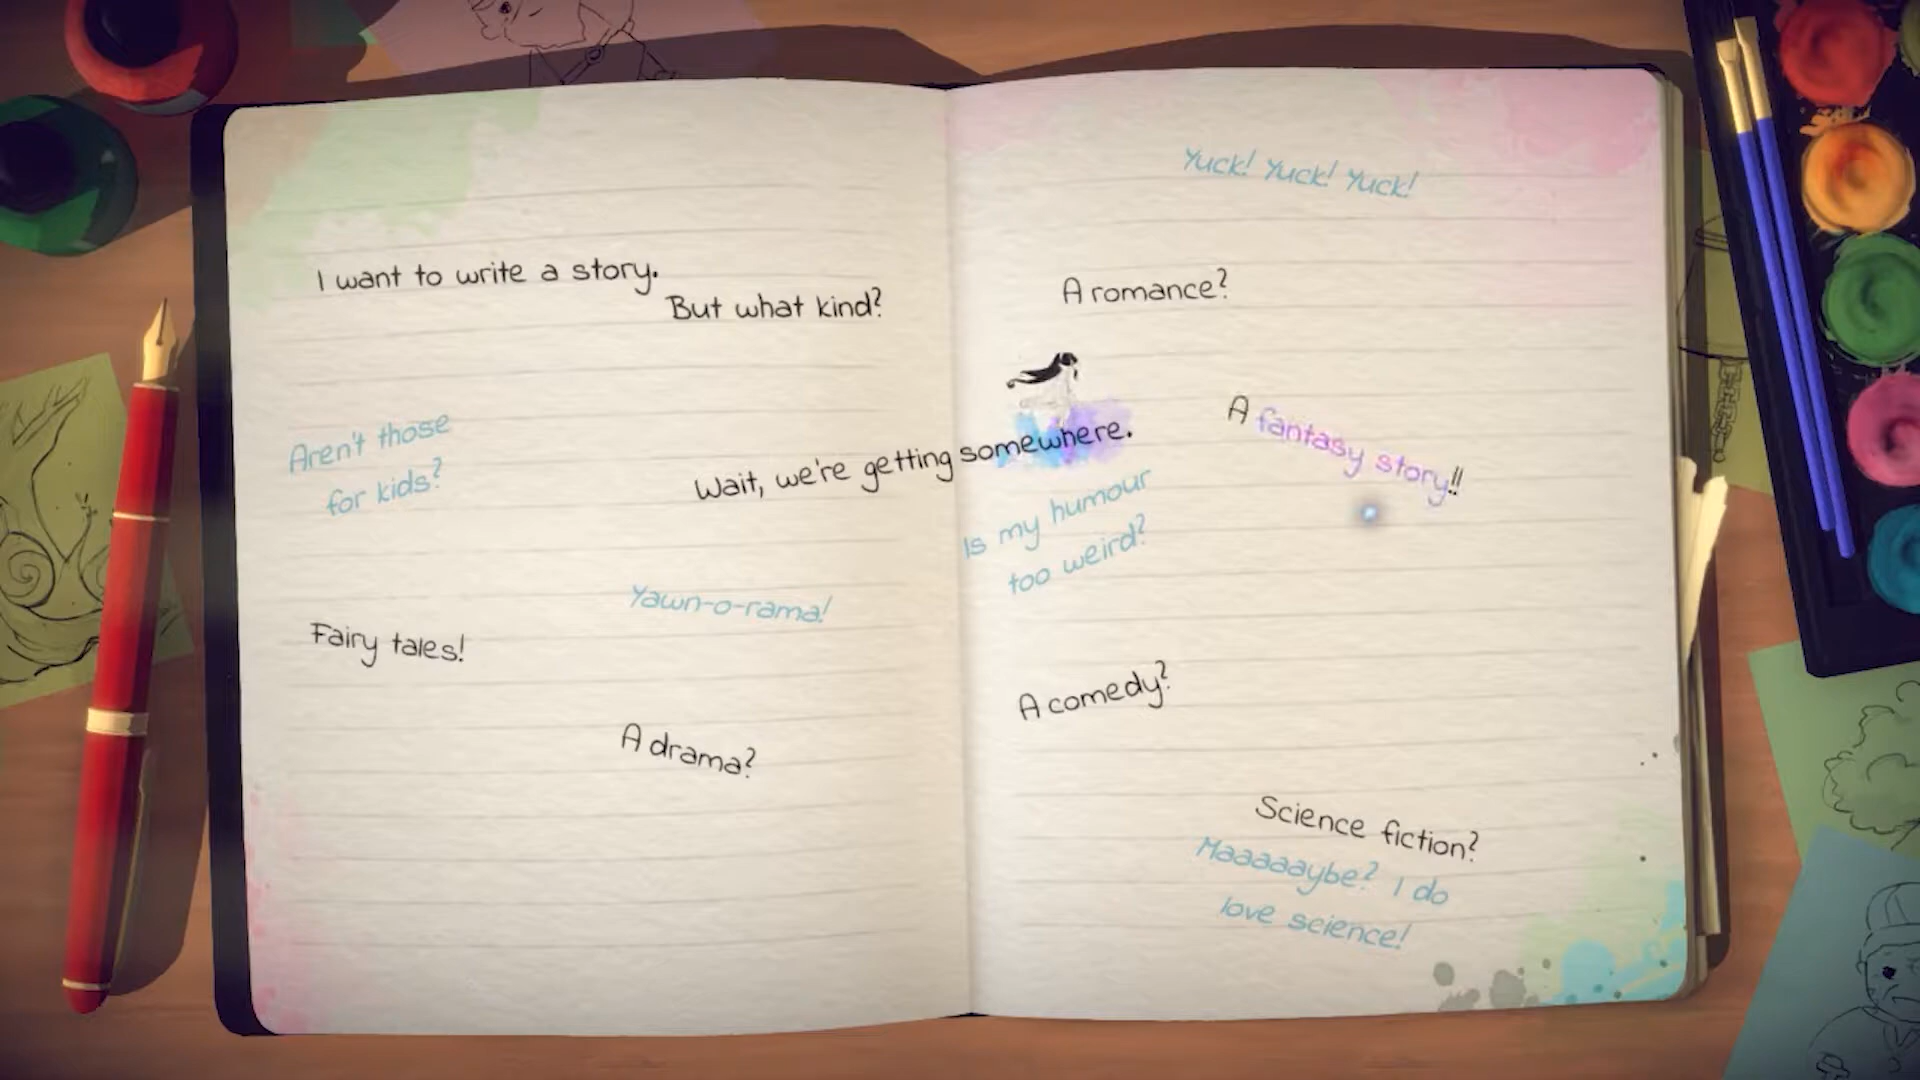 I want to write a story.
But what kind?
Aren't those
for kids?
Wait, we're getting somewhere.
Yawn-o-rama!
Fairy tales!
A drama?
Yuck! Yuck! Yuck!
A romance?
A fantasy story!!
Is my humour
too weird?
A comedy?
Science fiction?
Maaaaaybe? I do
love science!